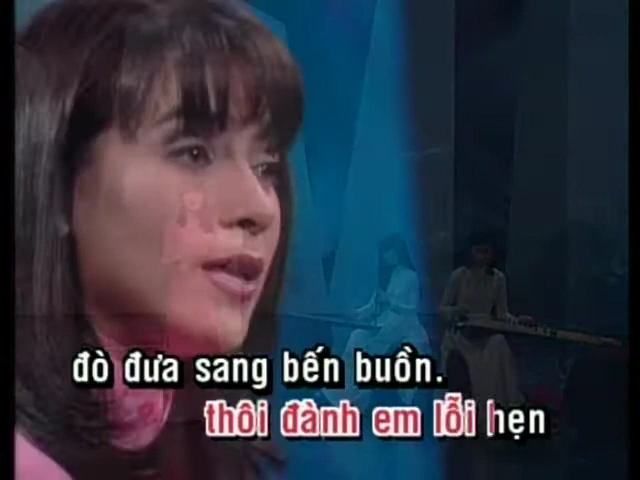 đò đưa sang bến buồn.
thôi đành em lỗi hẹn